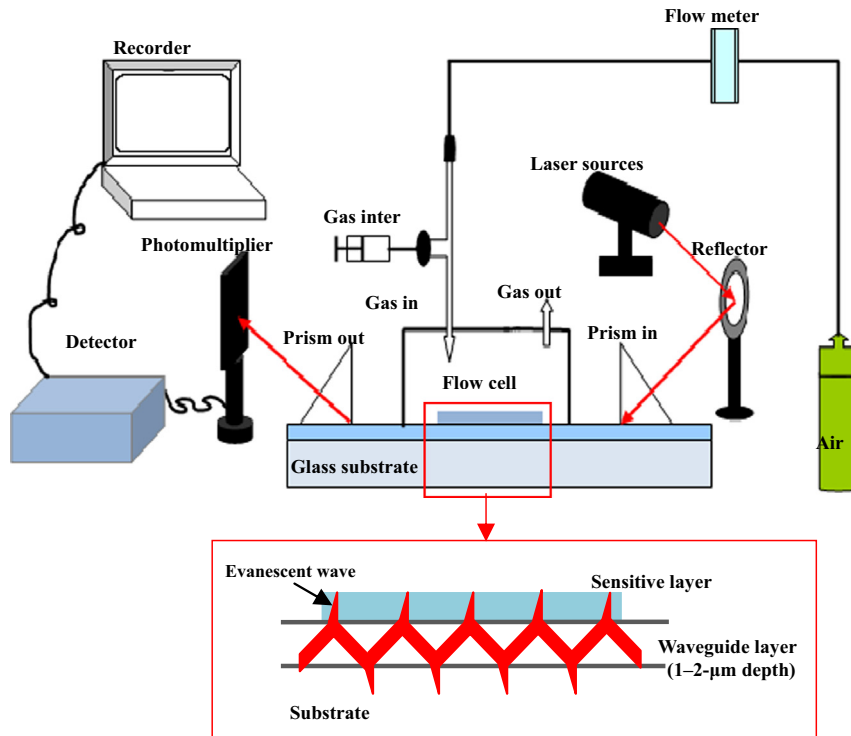 Flow meter
Recorder
Laser sources
Gas inter
Photomultiplier
Reflector
Gas in
Gas out
Detector
Prism out
Prism in
Flow cell
Air
Glass substrate
Evanescent wave
Sensitive layer
Waveguide layer
(1–2-μm depth)
Substrate